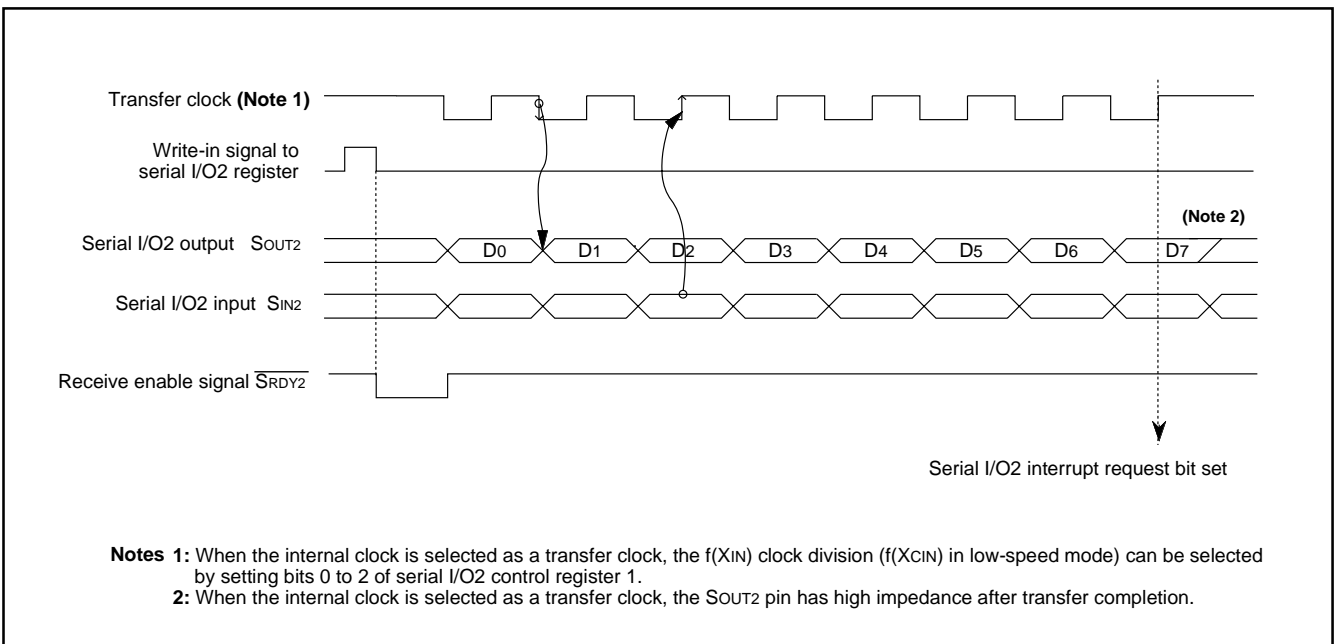 Transfer clock (Note 1)
Write-in signal to
serial I/O2 register
(Note 2)
Serial I/O2 output SOUT2
D0 D1 D2 D3 D4 D5 D6 D7
Serial I/O2 input SIN2
Receive enable signal S̅R̅D̅Y̅2̅
Serial I/O2 interrupt request bit set
Notes 1: When the internal clock is selected as a transfer clock, the f(XIN) clock division (f(XCIN) in low-speed mode) can be selected
by setting bits 0 to 2 of serial I/O2 control register 1.
2: When the internal clock is selected as a transfer clock, the SOUT2 pin has high impedance after transfer completion.